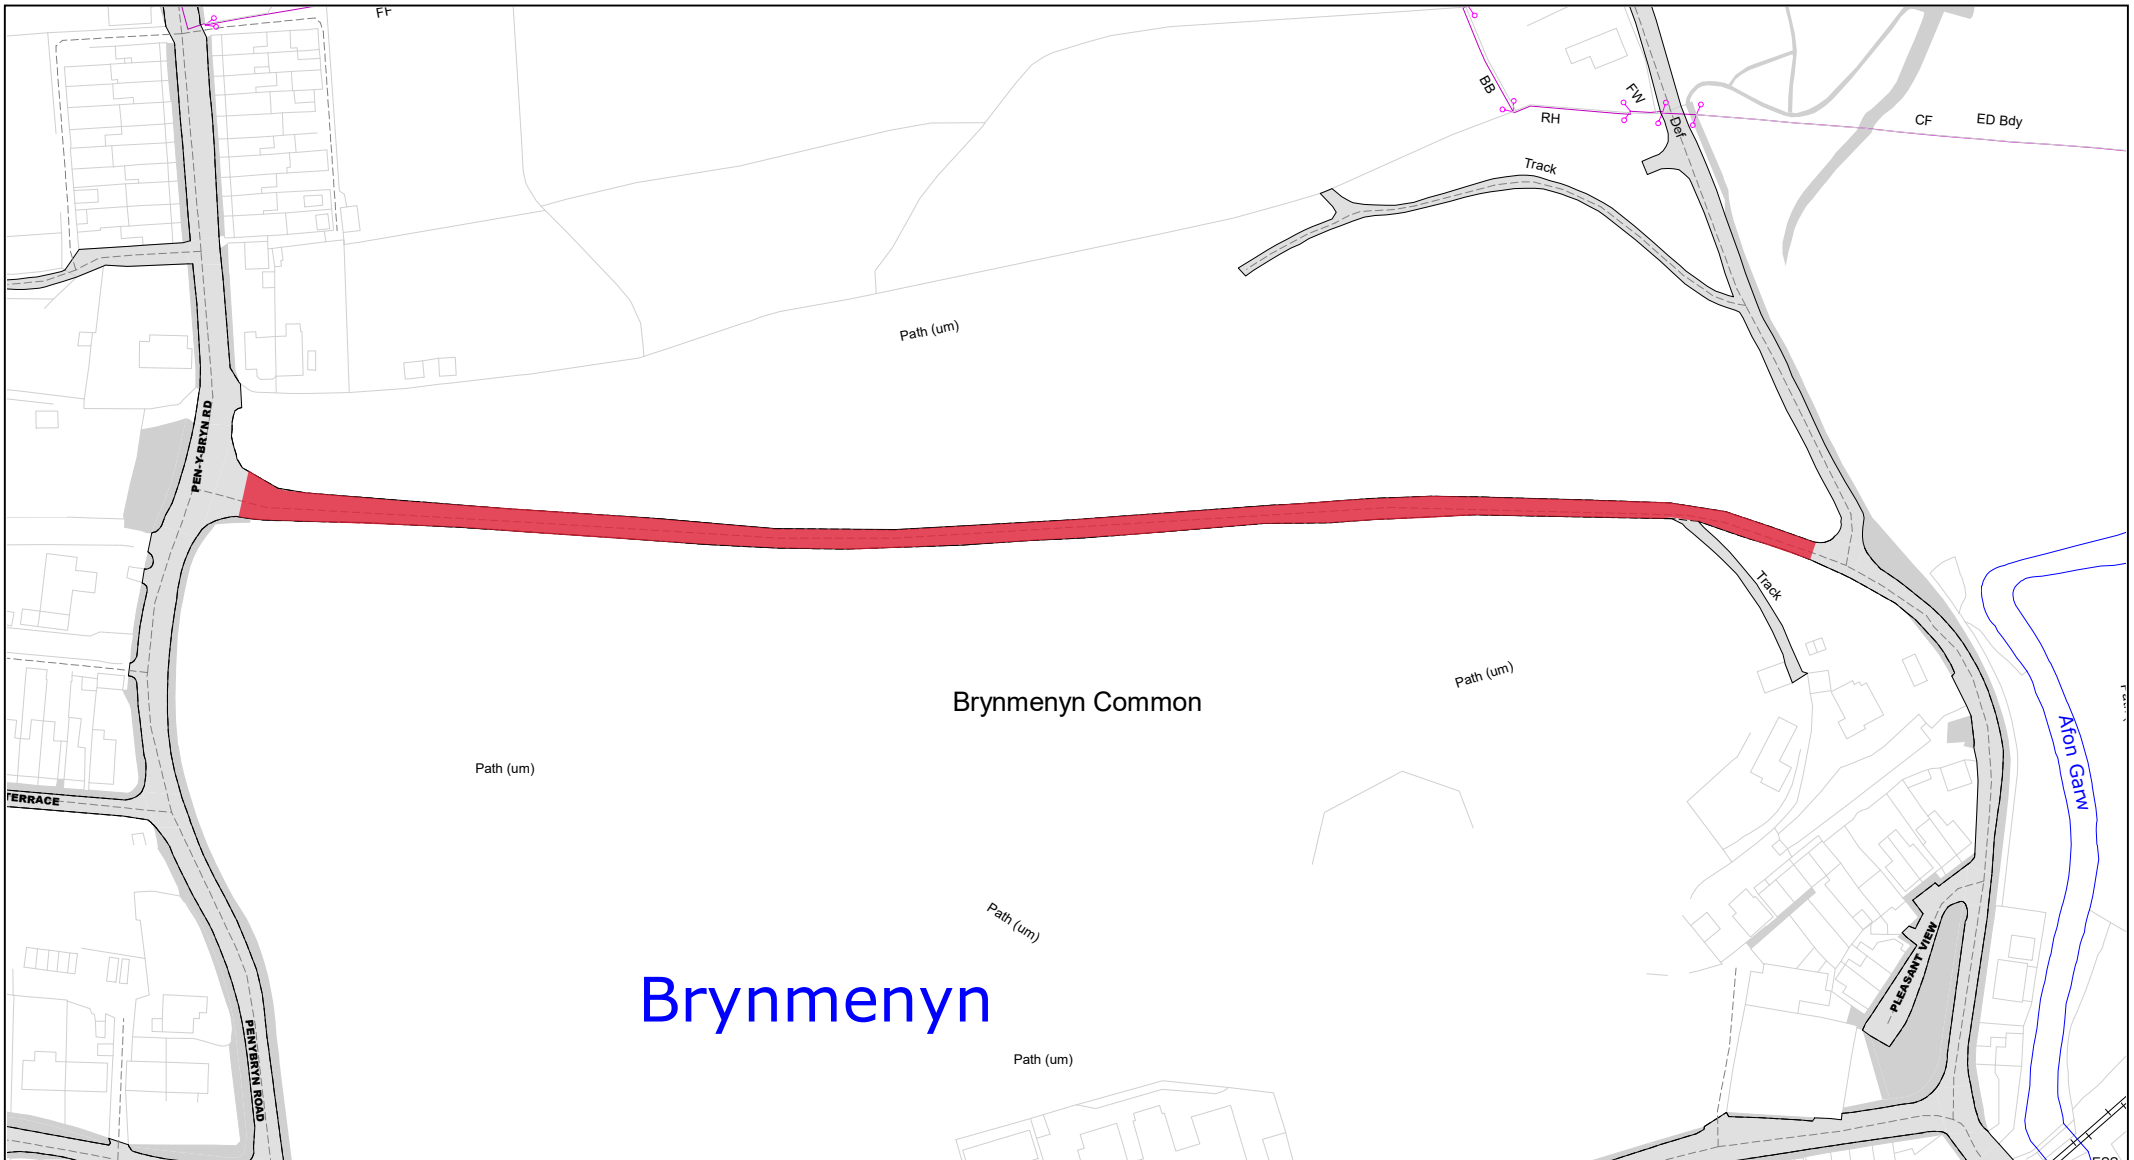 FF
BB
FW
RH
Def
CF
ED Bdy
Track
Path (um)
PEN-Y-BRYN RD
Track
Path (um)
Brynmenyn Common
Afon Garw
Path (um)
TERRACE
Path (um)
PLEASANT VIEW
Brynmenyn
Path (um)
PENYBRYN ROAD